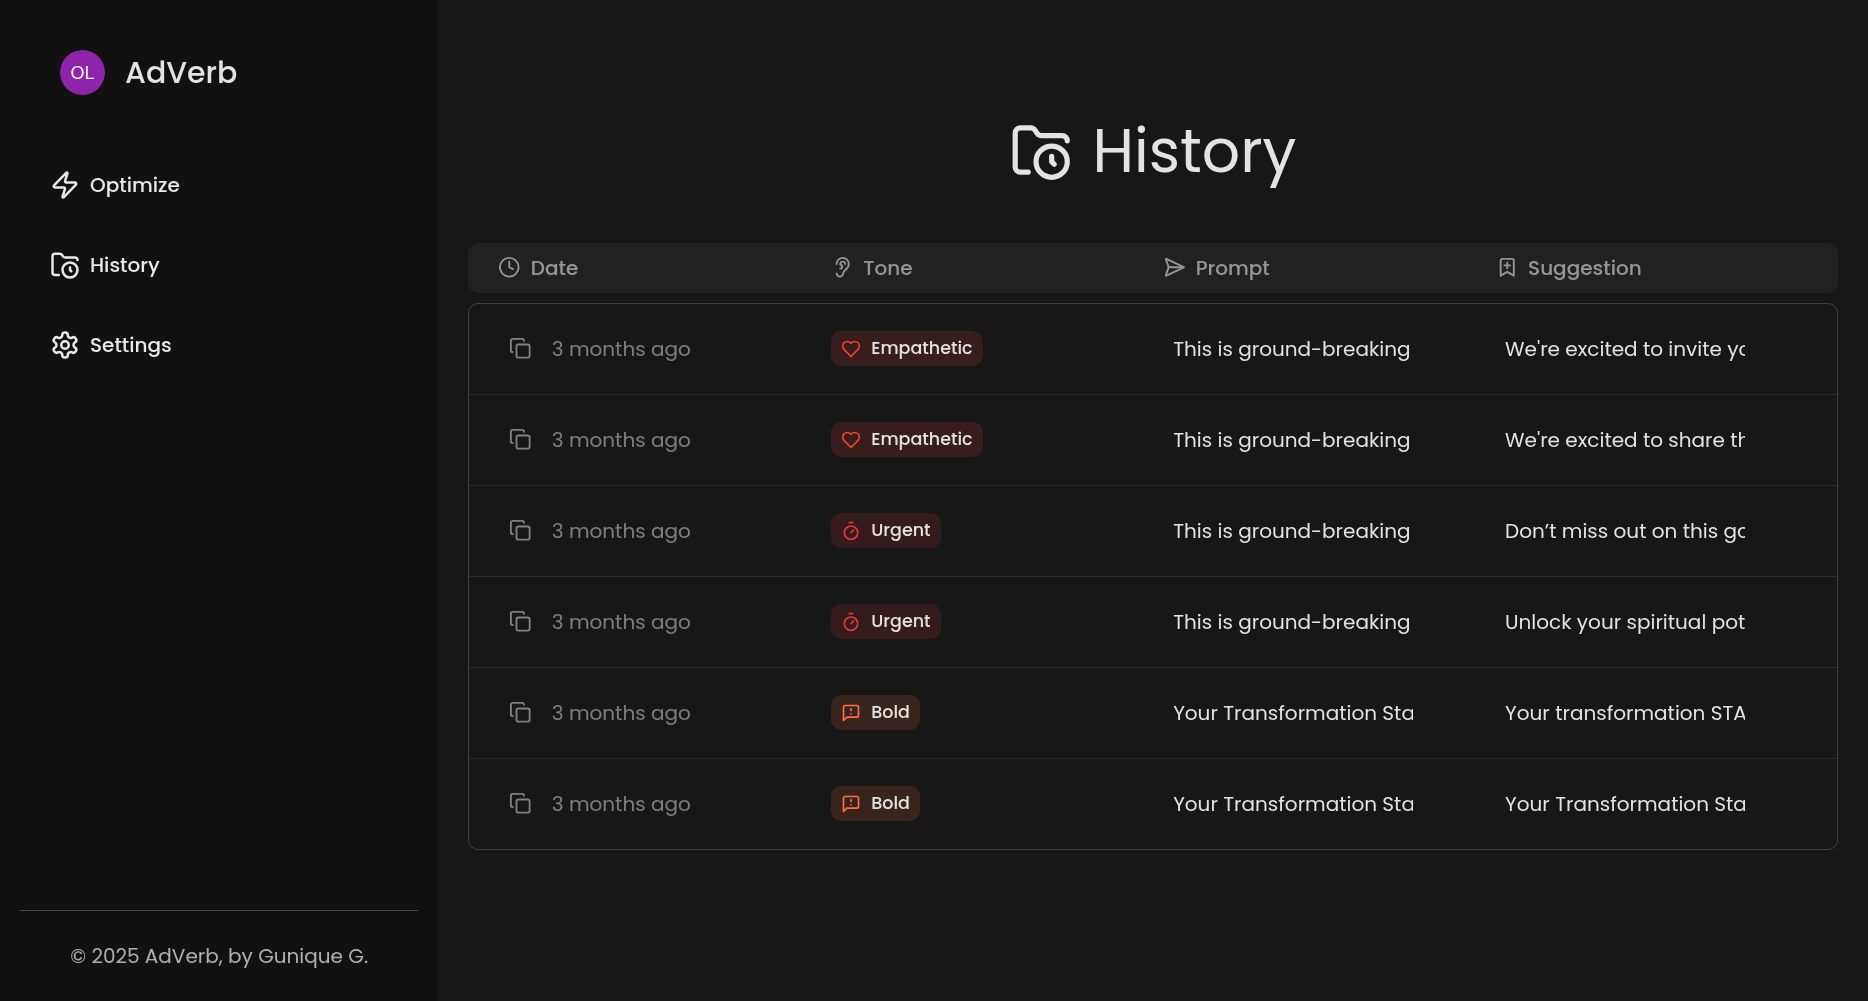 OL AdVerb
Optimize
History
Settings
© 2025 AdVerb, by Gunique G.
History
Date Tone Prompt Suggestion
3 months ago Empathetic This is ground-breaking We're excited to invite yo
3 months ago Empathetic This is ground-breaking We're excited to share th
3 months ago Urgent This is ground-breaking Don’t miss out on this go
3 months ago Urgent This is ground-breaking Unlock your spiritual pot
3 months ago Bold Your Transformation Sta Your transformation STA
3 months ago Bold Your Transformation Sta Your Transformation Sta